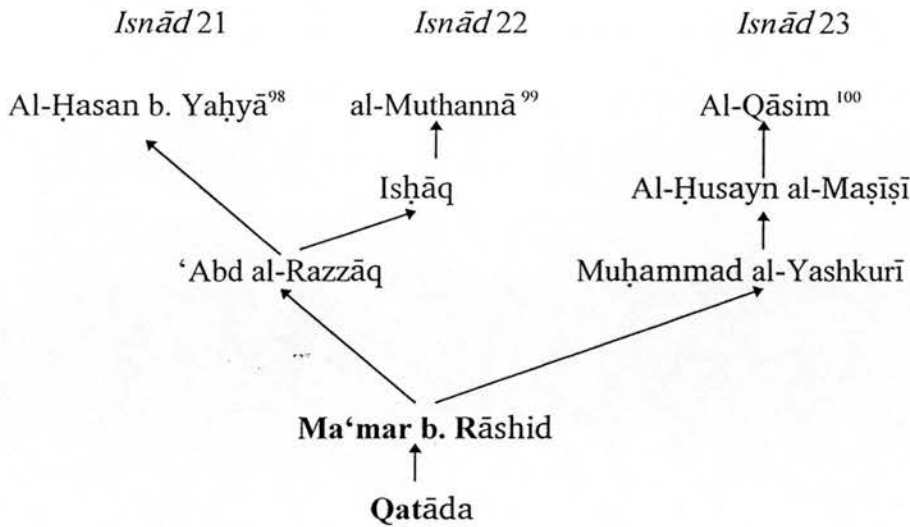 Isnād 21 Isnād 22 Isnād 23
Al-Ḥasan b. Yaḥyā⁹⁸ al-Muthannā⁹⁹ Al-Qāsim¹⁰⁰
Isḥāq Al-Ḥusayn al-Maṣīṣī
‘Abd al-Razzāq Muḥammad al-Yashkurī
Ma‘mar b. Rāshid
Qatāda